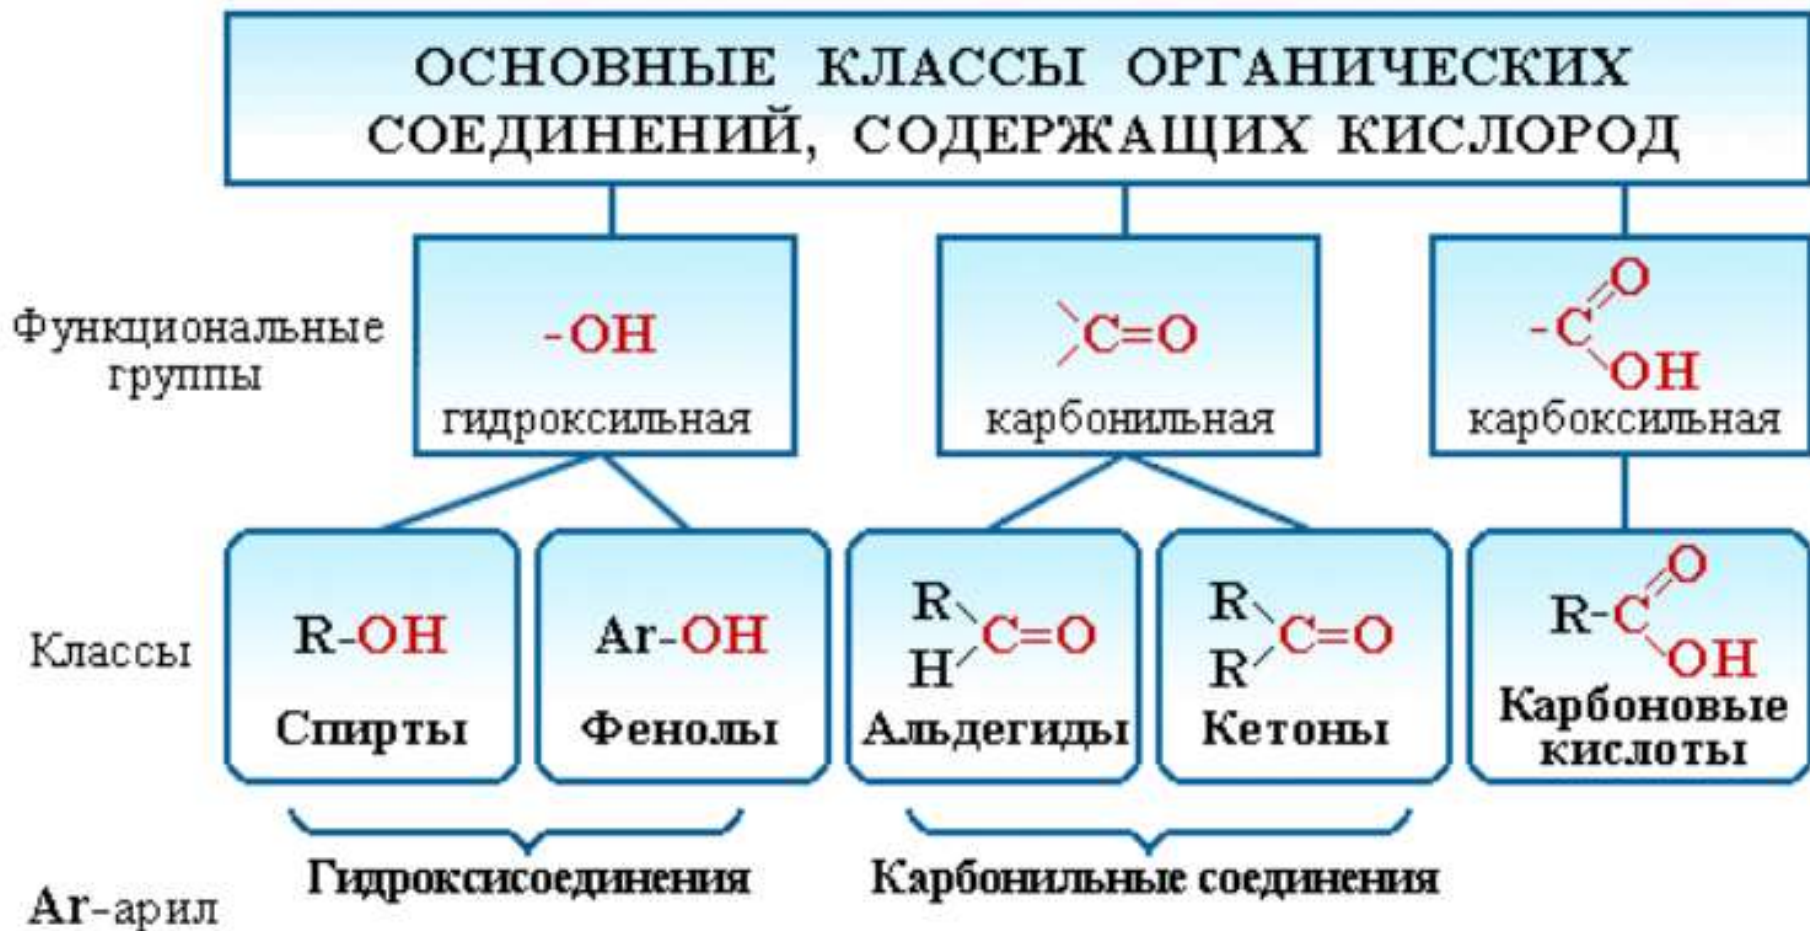 ОСНОВНЫЕ КЛАССЫ ОРГАНИЧЕСКИХ
СОЕДИНЕНИЙ, СОДЕРЖАЩИХ КИСЛОРОД
Функциональные
группы
-OH
гидроксильная
C=O
карбонильная
-C
O
OH
карбоксильная
Классы
R-OH
Спирты
Ar-OH
Фенолы
R
H
C=O
Альдегиды
R
R
C=O
Кетоны
R-C
O
OH
Карбоновые
кислоты
Гидроксисоединения
Карбонильные соединения
Ar-арил